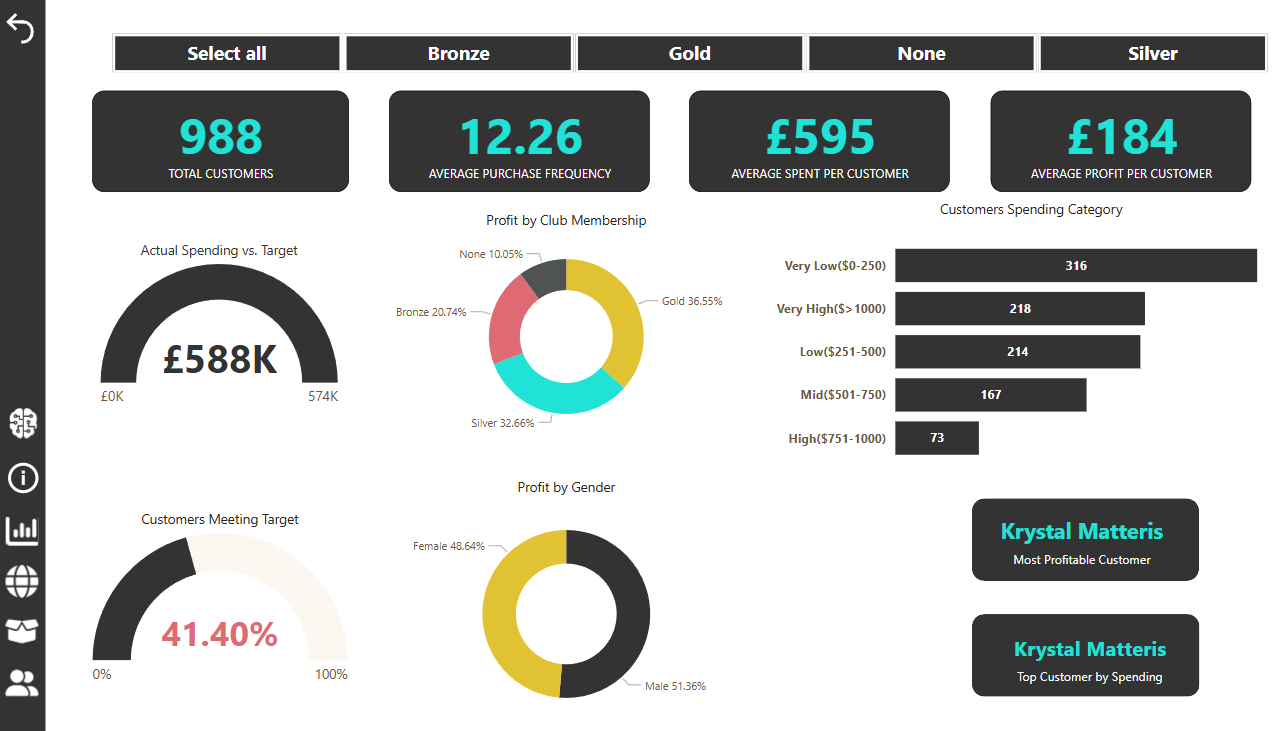 Select all
Bronze
Gold
None
Silver
988
TOTAL CUSTOMERS
12.26
AVERAGE PURCHASE FREQUENCY
£595
AVERAGE SPENT PER CUSTOMER
£184
AVERAGE PROFIT PER CUSTOMER
Actual Spending vs. Target
£588K
£0K
574K
Profit by Club Membership
None 10.05%
Gold 36.55%
Bronze 20.74%
Silver 32.66%
Customers Spending Category
Very Low($0-250)
316
Very High($>1000)
218
Low($251-500)
214
Mid($501-750)
167
High($751-1000)
73
Customers Meeting Target
41.40%
0%
100%
Profit by Gender
Female 48.64%
Male 51.36%
Krystal Matteris
Most Profitable Customer
Krystal Matteris
Top Customer by Spending